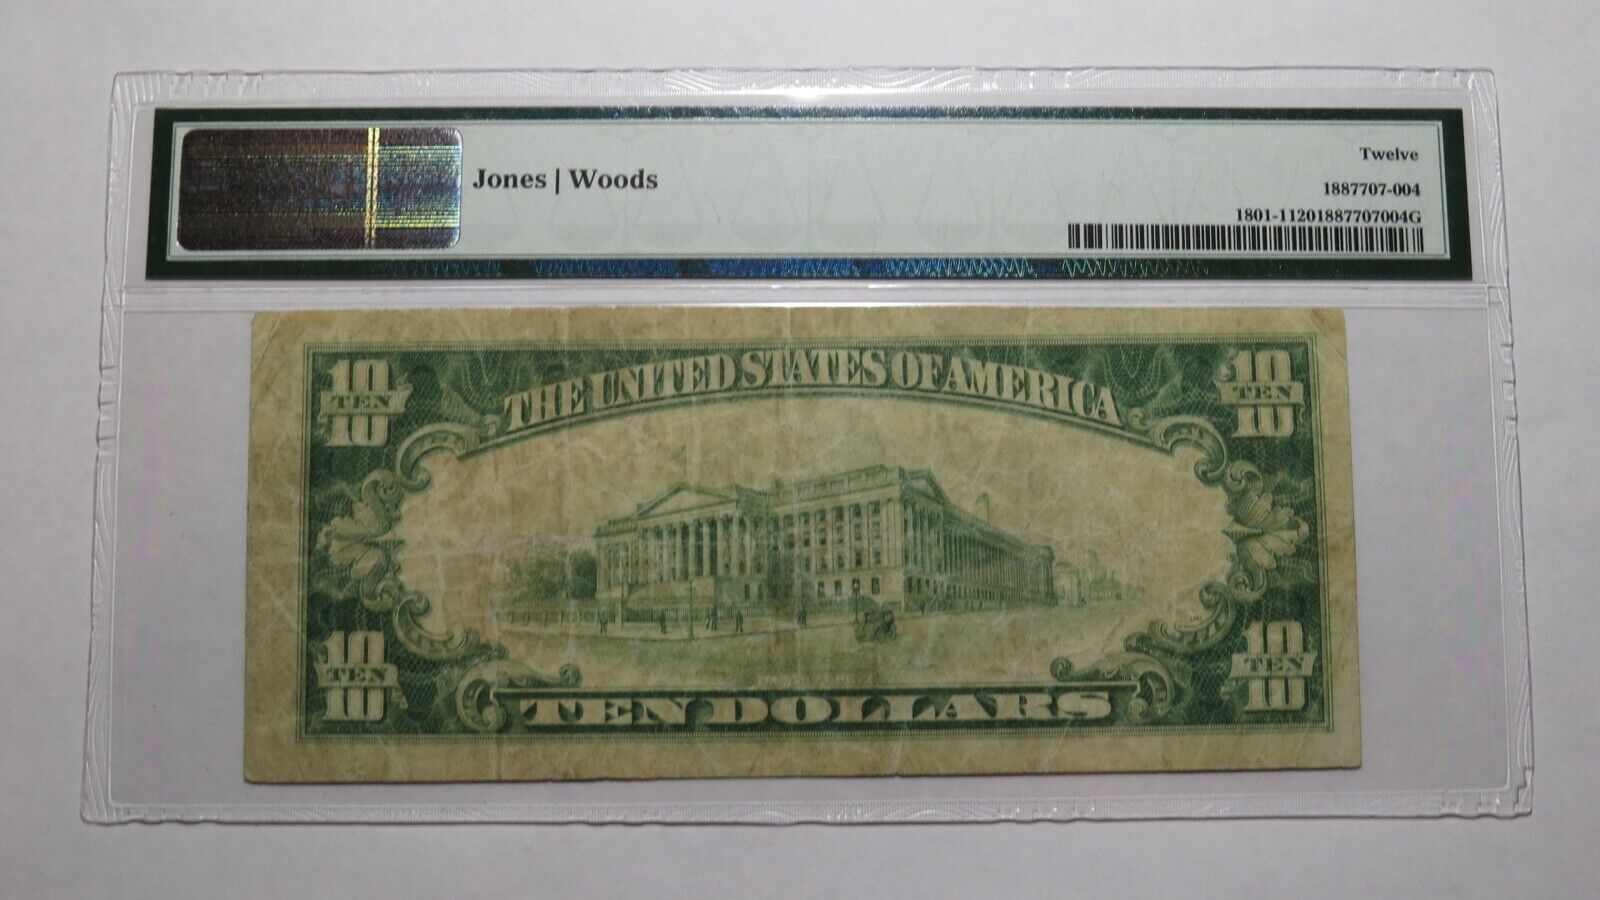 Jones | Woods
Twelve
1887707-004
1801-11201887707004G
THE UNITED STATES OF AMERICA
10
TEN
10
10
TEN
10
10
TEN
10
10
TEN
10
TEN DOLLARS